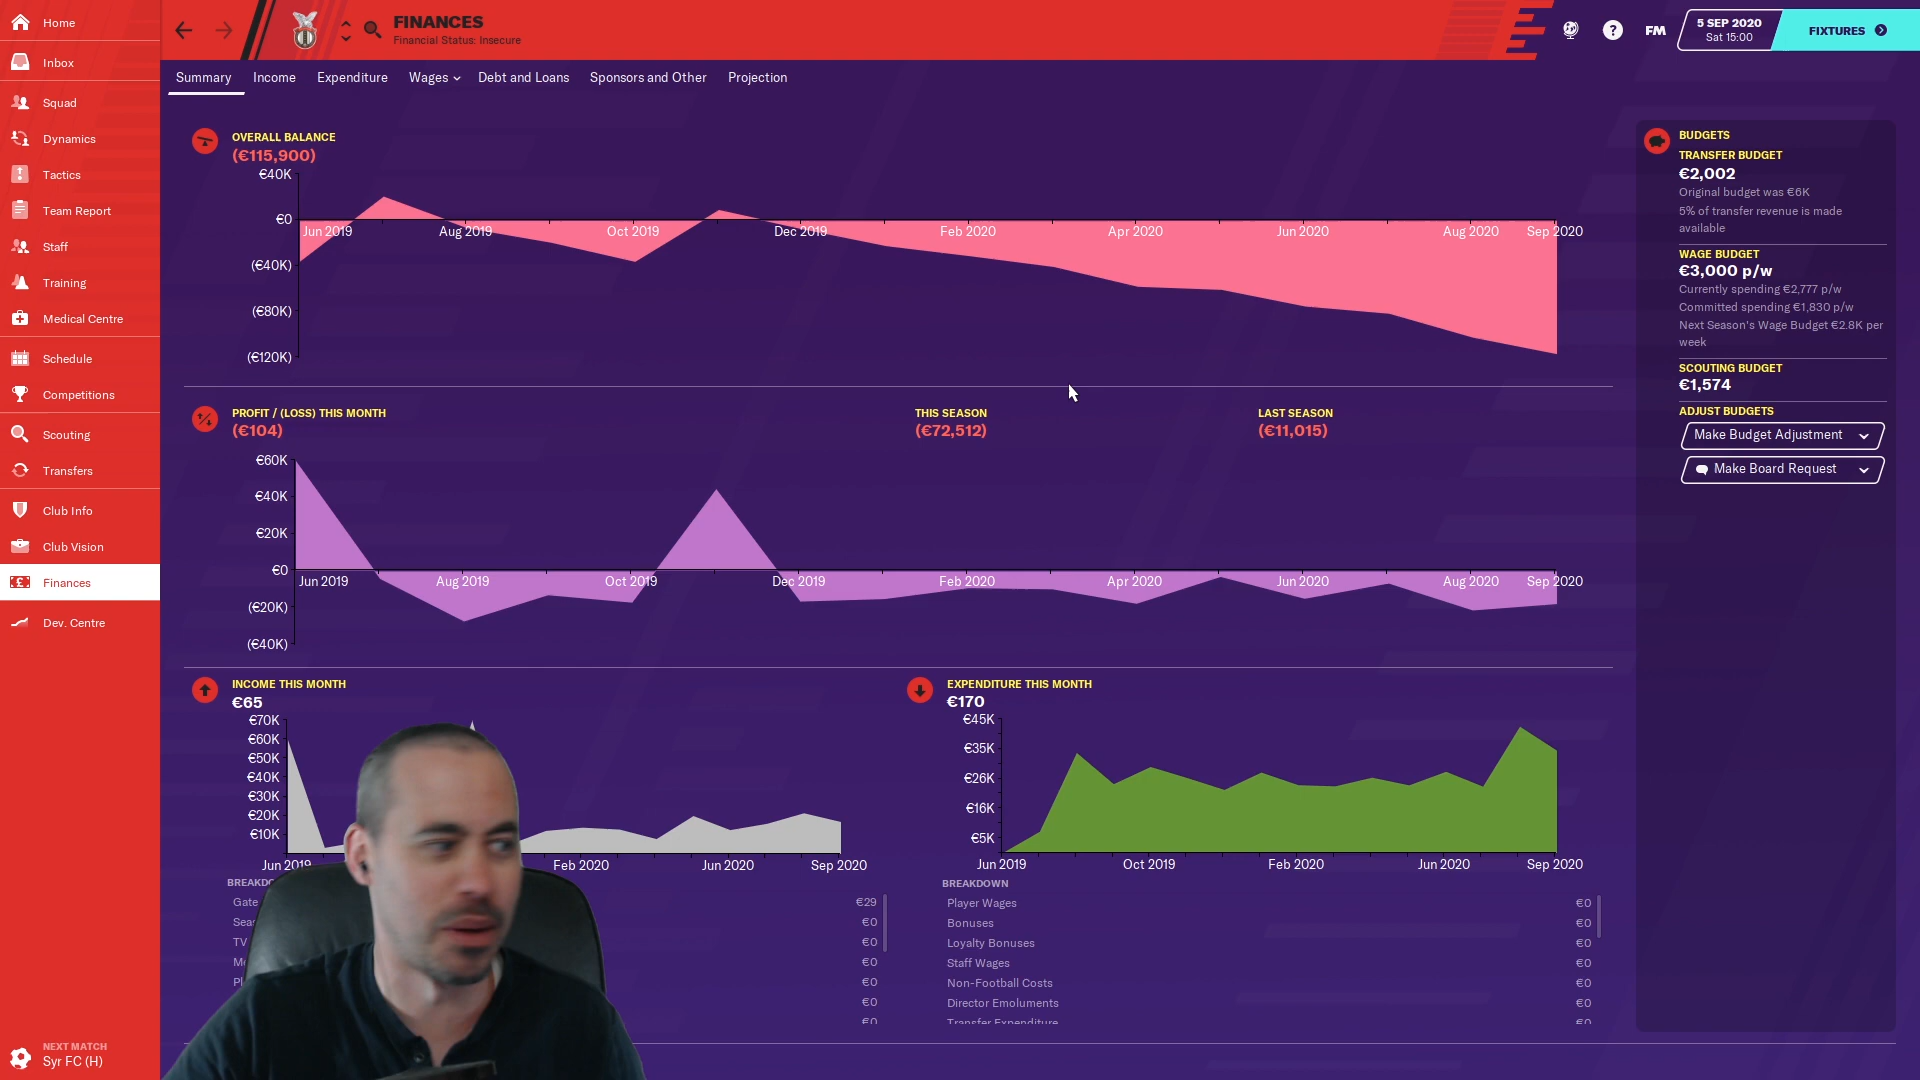 Home
Inbox
Squad
Dynamics
Tactics
Team Report
Staff
Training
Medical Centre
Schedule
Competitions
Scouting
Transfers
Club Info
Club Vision
Finances
Dev. Centre
NEXT MATCH
Syr FC (H)
FINANCES
Financial Status: Insecure
?
FM
5 SEP 2020
Sat 15:00
FIXTURES
Summary Income Expenditure Wages Debt and Loans Sponsors and Other Projection
OVERALL BALANCE
(€115,900)
€40K
€0
(€40K)
(€80K)
(€120K)
Jun 2019 Aug 2019 Oct 2019 Dec 2019 Feb 2020 Apr 2020 Jun 2020 Aug 2020 Sep 2020
PROFIT / (LOSS) THIS MONTH
(€104)
THIS SEASON
(€72,512)
LAST SEASON
(€11,015)
€60K
€40K
€20K
€0
(€20K)
(€40K)
Jun 2019 Aug 2019 Oct 2019 Dec 2019 Feb 2020 Apr 2020 Jun 2020 Aug 2020 Sep 2020
INCOME THIS MONTH
€65
€70K
€60K
€50K
€40K
€30K
€20K
€10K
Jun 2019 Feb 2020 Jun 2020 Sep 2020
Gate €29
€0
TV €0
€0
€0
€0
€0
EXPENDITURE THIS MONTH
€170
€45K
€35K
€26K
€16K
€5K
Jun 2019 Oct 2019 Feb 2020 Jun 2020 Sep 2020
BREAKDOWN
Player Wages €0
Bonuses €0
Loyalty Bonuses €0
Staff Wages €0
Non-Football Costs €0
Director Emoluments €0
Transfer Expenditure €0
BUDGETS
TRANSFER BUDGET
€2,002
Original budget was €6K
5% of transfer revenue is made
available
WAGE BUDGET
€3,000 p/w
Currently spending €2,777 p/w
Committed spending €1,830 p/w
Next Season's Wage Budget €2.8K per
week
SCOUTING BUDGET
€1,574
ADJUST BUDGETS
Make Budget Adjustment
Make Board Request